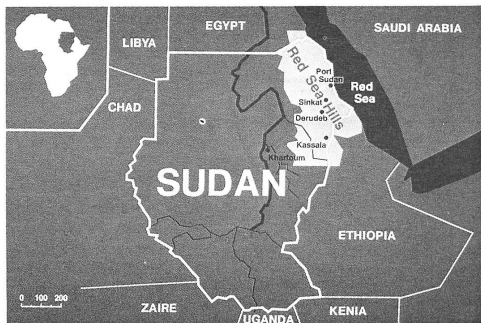 EGYPT
SAUDI ARABIA
LIBYA
Red Sea Hills
Port
Sudan
Red
Sea
CHAD
Sinkat
Derudeb
Kassala
Khartoum
SUDAN
ETHIOPIA
0 100 200
ZAIRE
UGANDA
KENIA